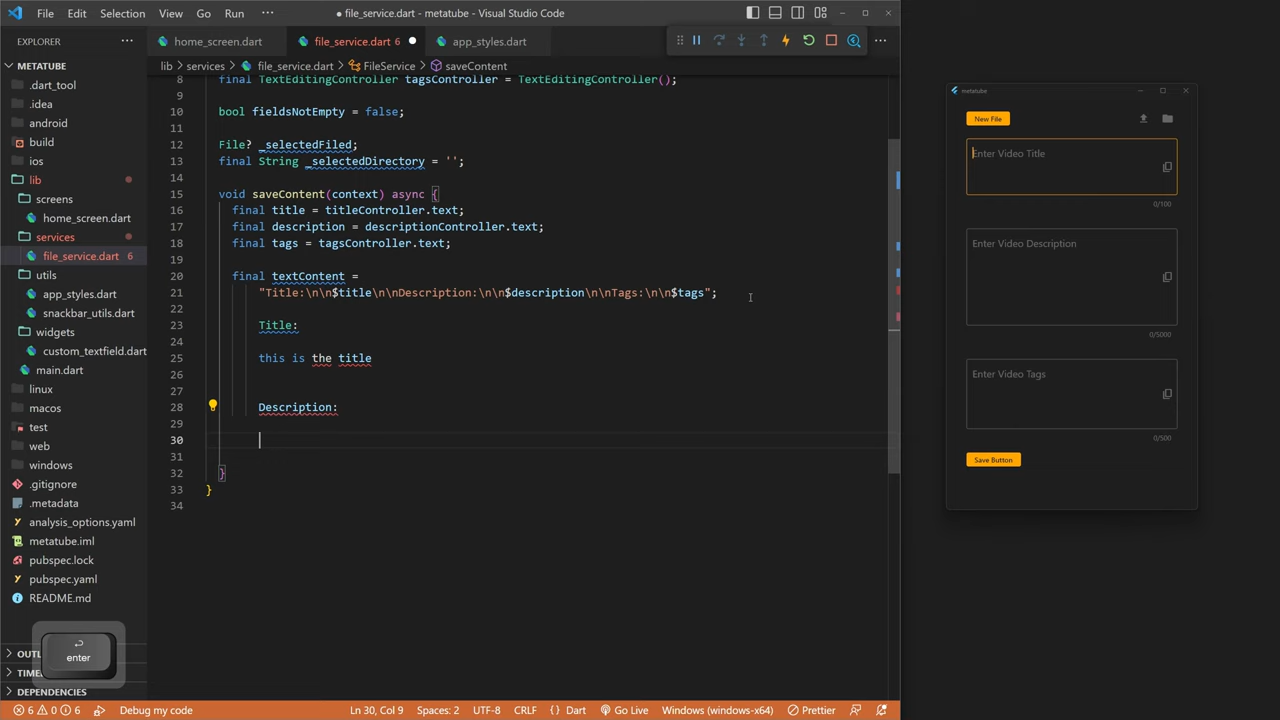 File Edit Selection View Go Run ···
file_service.dart - metatube - Visual Studio Code
EXPLORER
home_screen.dart
file_service.dart 6
app_styles.dart
METATUBE
lib > services > file_service.dart > FileService > saveContent
.dart_tool
.idea
android
build
ios
lib
screens
home_screen.dart
services
file_service.dart 6
utils
app_styles.dart
snackbar_utils.dart
widgets
custom_textfield.dart
main.dart
linux
macos
test
web
windows
.gitignore
.metadata
analysis_options.yaml
metatube.iml
pubspec.lock
pubspec.yaml
README.md
OUTL
TIME
DEPENDENCIES
enter
8 final TextEditingController tagsController = TextEditingController();
9
10 bool fieldsNotEmpty = false;
11
12 File? _selectedFiled;
13 final String _selectedDirectory = '';
14
15 void saveContent(context) async {
16 final title = titleController.text;
17 final description = descriptionController.text;
18 final tags = tagsController.text;
19
20 final textContent =
21 "Title:\n\n$title\n\nDescription:\n\n$description\n\nTags:\n\n$tags";
22
23 Title:
24
25 this is the title
26
27
28 Description:
29
30
31
32 }
33 }
34
metatube
New File
Enter Video Title
0/100
Enter Video Description
0/5000
Enter Video Tags
0/500
Save Button
6 0 6 Debug my code Ln 30, Col 9 Spaces: 2 UTF-8 CRLF {} Dart Go Live Windows (windows-x64) Prettier